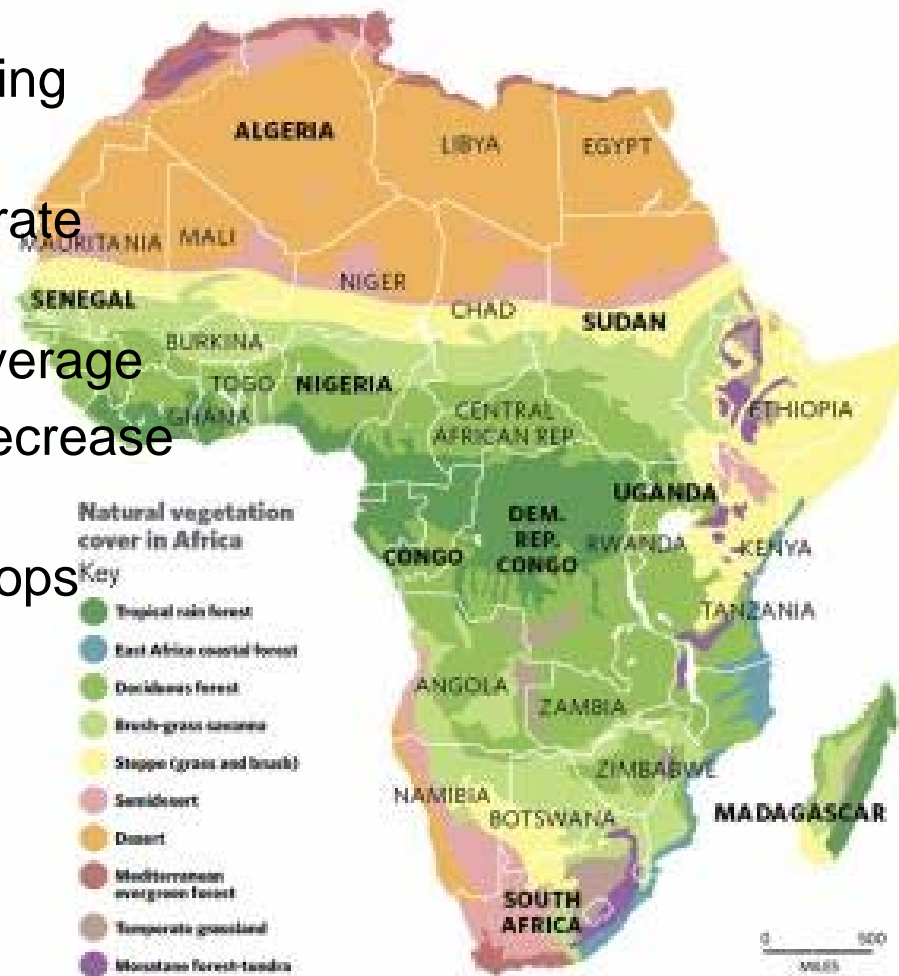 ing
ALGERIA
LIBYA
EGYPT
rate
MAURITANIA
MALI
NIGER
SENEGAL
CHAD
SUDAN
BURKINA
verage
TOGO
NIGERIA
ETHIOPIA
GHANA
CENTRAL
AFRICAN REP.
ecrease
UGANDA
Natural vegetation
cover in Africa
DEM.
REP.
CONGO
RWANDA
CONGO
KENYA
ops
Key
Tropical rain forest
TANZANIA
East Africa coastal forest
Deciduous forest
ANGOLA
ZAMBIA
Brush-grass savanna
Steppe (grass and brush)
ZIMBABWE
Semidesert
NAMIBIA
BOTSWANA
MADAGASCAR
Desert
Mediterranean
evergreen forest
SOUTH
AFRICA
Temperate grassland
0 500
MILES
Monatane forest-tundra